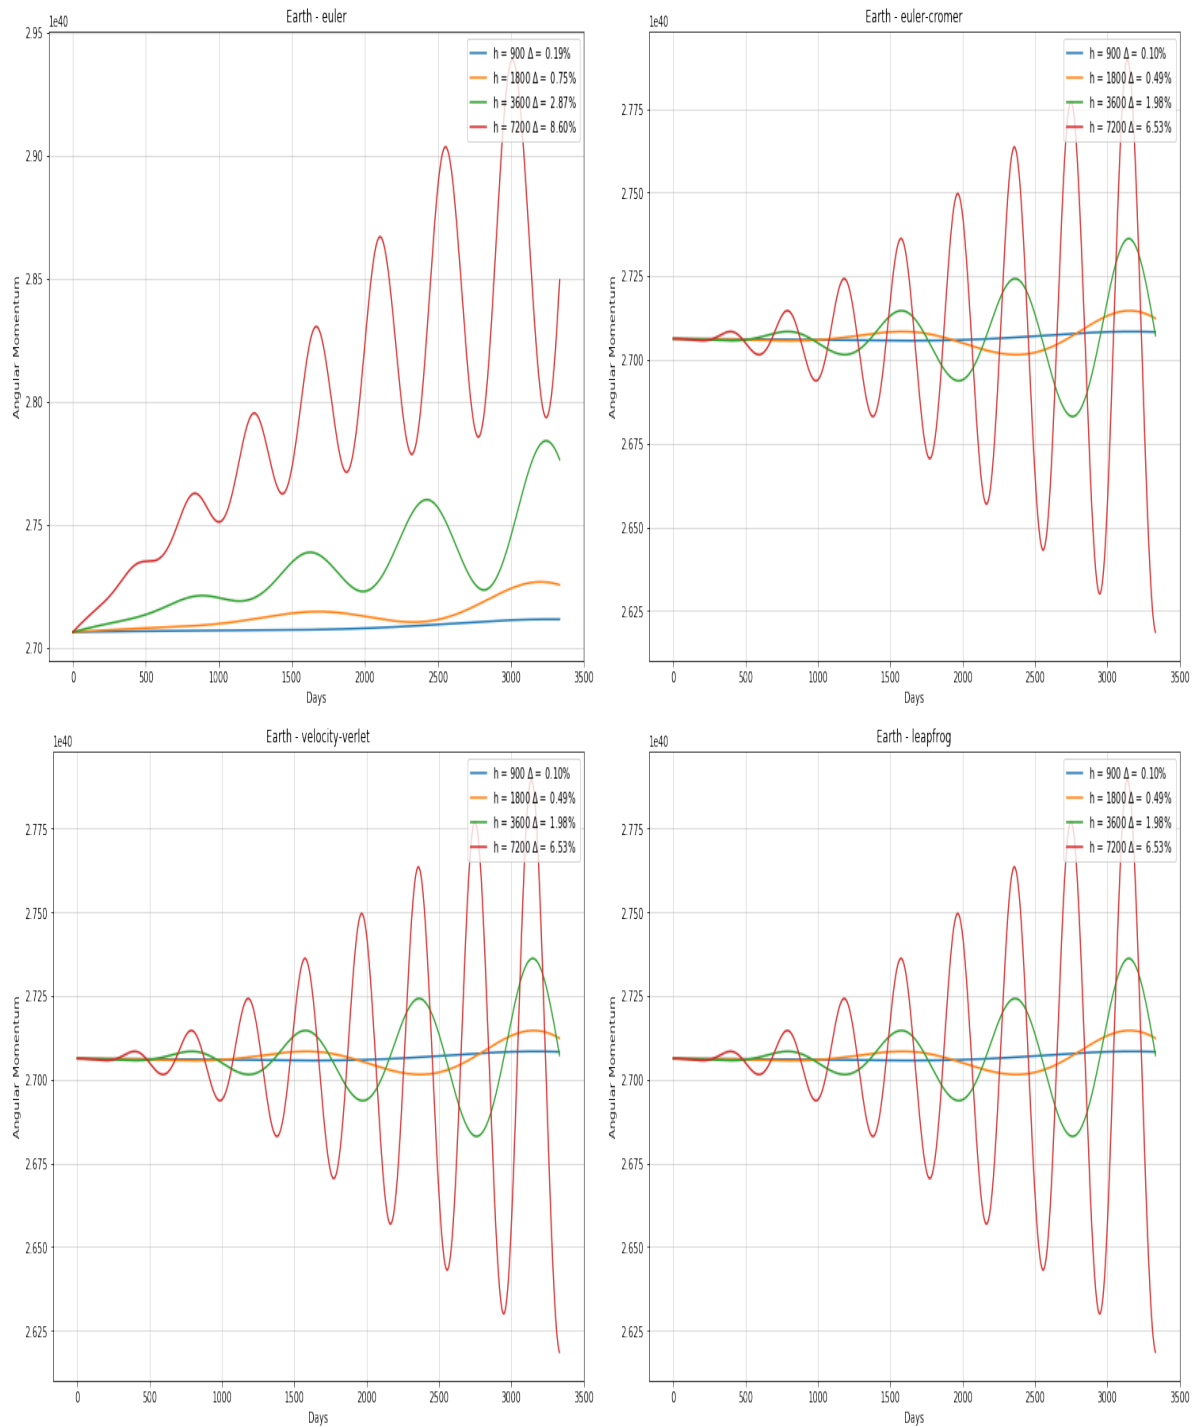 Earth - euler
1e40
2.95
2.90
2.85
2.80
2.75
2.70
Angular Momentum
h = 900 Δ = 0.19%
h = 1800 Δ = 0.75%
h = 3600 Δ = 2.87%
h = 7200 Δ = 8.60%
0 500 1000 1500 2000 2500 3000 3500
Days
Earth - euler-cromer
1e40
2.775
2.750
2.725
2.700
2.675
2.650
2.625
Angular Momentum
h = 900 Δ = 0.10%
h = 1800 Δ = 0.49%
h = 3600 Δ = 1.98%
h = 7200 Δ = 6.53%
0 500 1000 1500 2000 2500 3000 3500
Days
Earth - velocity-verlet
1e40
2.775
2.750
2.725
2.700
2.675
2.650
2.625
Angular Momentum
h = 900 Δ = 0.10%
h = 1800 Δ = 0.49%
h = 3600 Δ = 1.98%
h = 7200 Δ = 6.53%
0 500 1000 1500 2000 2500 3000 3500
Days
Earth - leapfrog
1e40
2.775
2.750
2.725
2.700
2.675
2.650
2.625
Angular Momentum
h = 900 Δ = 0.10%
h = 1800 Δ = 0.49%
h = 3600 Δ = 1.98%
h = 7200 Δ = 6.53%
0 500 1000 1500 2000 2500 3000 3500
Days